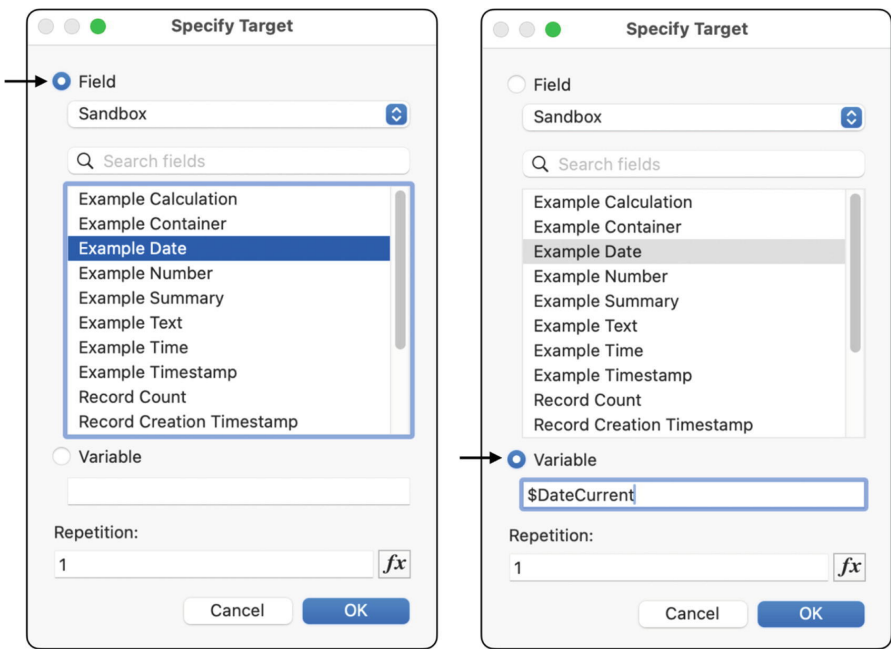 Specify Target
Field
Sandbox
Search fields
Example Calculation
Example Container
Example Date
Example Number
Example Summary
Example Text
Example Time
Example Timestamp
Record Count
Record Creation Timestamp
Variable
Repetition:
1
fx
Cancel OK
Specify Target
Field
Sandbox
Search fields
Example Calculation
Example Container
Example Date
Example Number
Example Summary
Example Text
Example Time
Example Timestamp
Record Count
Record Creation Timestamp
Variable
$DateCurrent
Repetition:
1
fx
Cancel OK